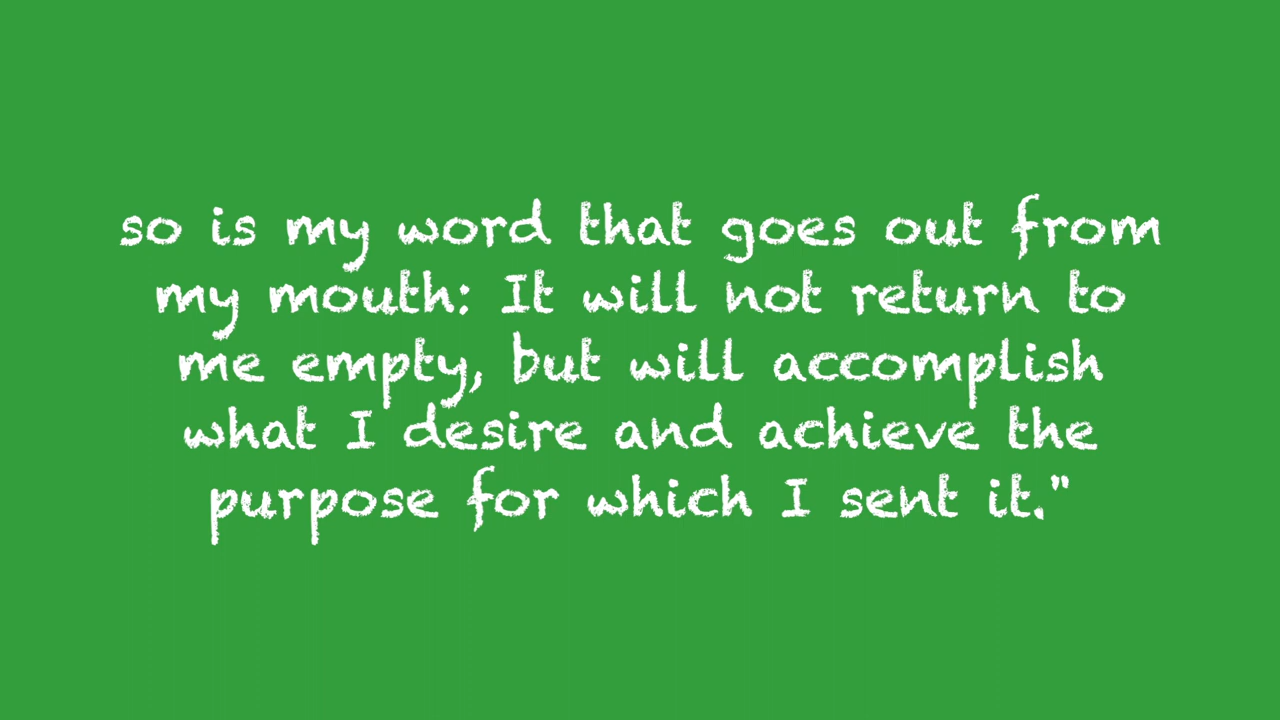 so is my word that goes out from
my mouth: It will not return to
me empty, but will accomplish
what I desire and achieve the
purpose for which I sent it."